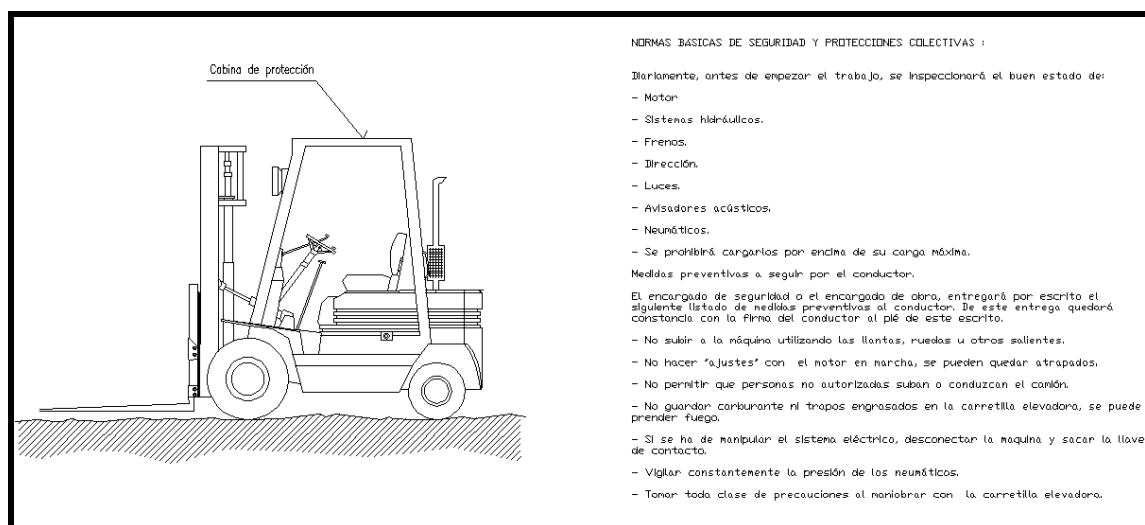 Cabina de protección
NORMAS BÁSICAS DE SEGURIDAD Y PROTECCIONES COLECTIVAS :
Diariamente, antes de empezar el trabajo, se inspeccionará el buen estado de:
- Motor
- Sistemas hidráulicos.
- Frenos.
- Dirección.
- Luces.
- Avisadores acústicos.
- Neumáticos.
- Se prohibirá cargarlos por encima de su carga máxima.
Medidas preventivas a seguir por el conductor.
El encargado de seguridad o el encargado de obra, entregará por escrito el
siguiente listado de medidas preventivas al conductor. De este entrega quedará
constancia con la firma del conductor al pié de este escrito.
- No subir a la máquina utilizando las llantas, ruedas u otros salientes.
- No hacer "ajustes" con el motor en marcha, se pueden quedar atrapados.
- No permitir que personas no autorizadas suban o conduzcan el camión.
- No guardar carburante ni trapos engrasados en la carretilla elevadora, se puede
prender fuego.
- Si se ha de manipular el sistema eléctrico, desconectar la maquina y sacar la llave
de contacto.
- Vigilar constantemente la presión de los neumáticos.
- Tomar toda clase de precauciones al maniobrar con la carretilla elevadora.